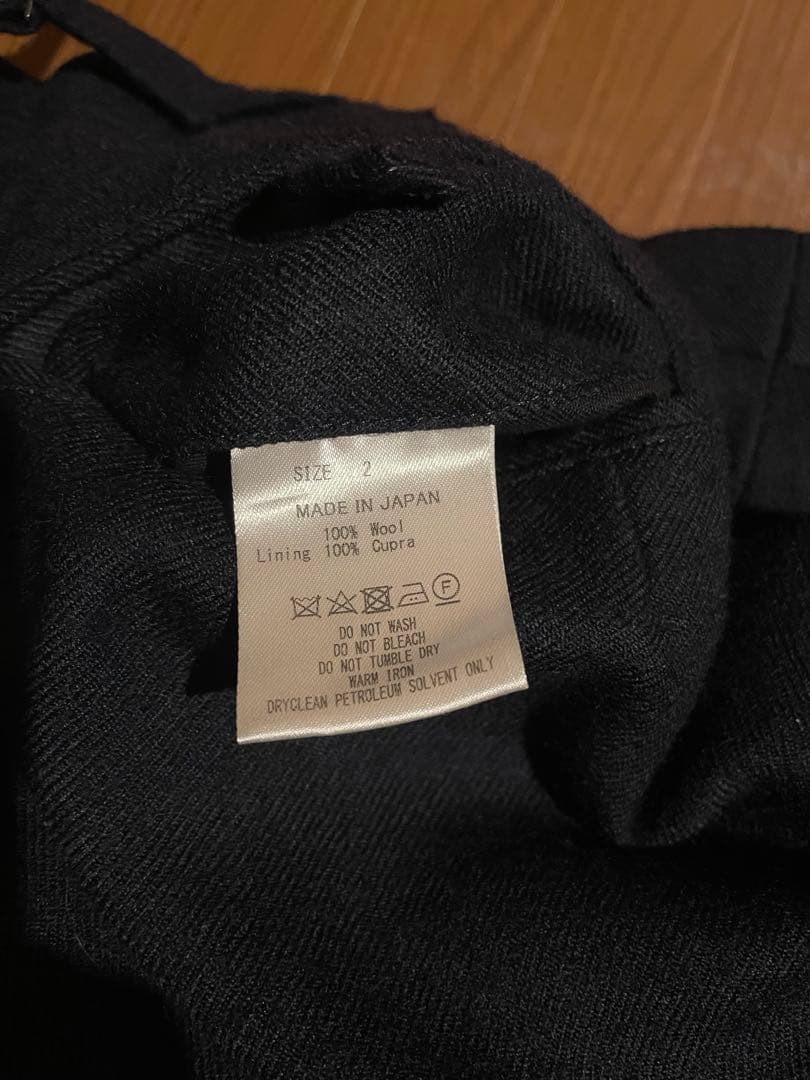 SIZE 2
MADE IN JAPAN
100% Wool
Lining 100% Cupra
F
DO NOT WASH
DO NOT BLEACH
DO NOT TUMBLE DRY
WARM IRON
DRYCLEAN PETROLEUM SOLVENT ONLY